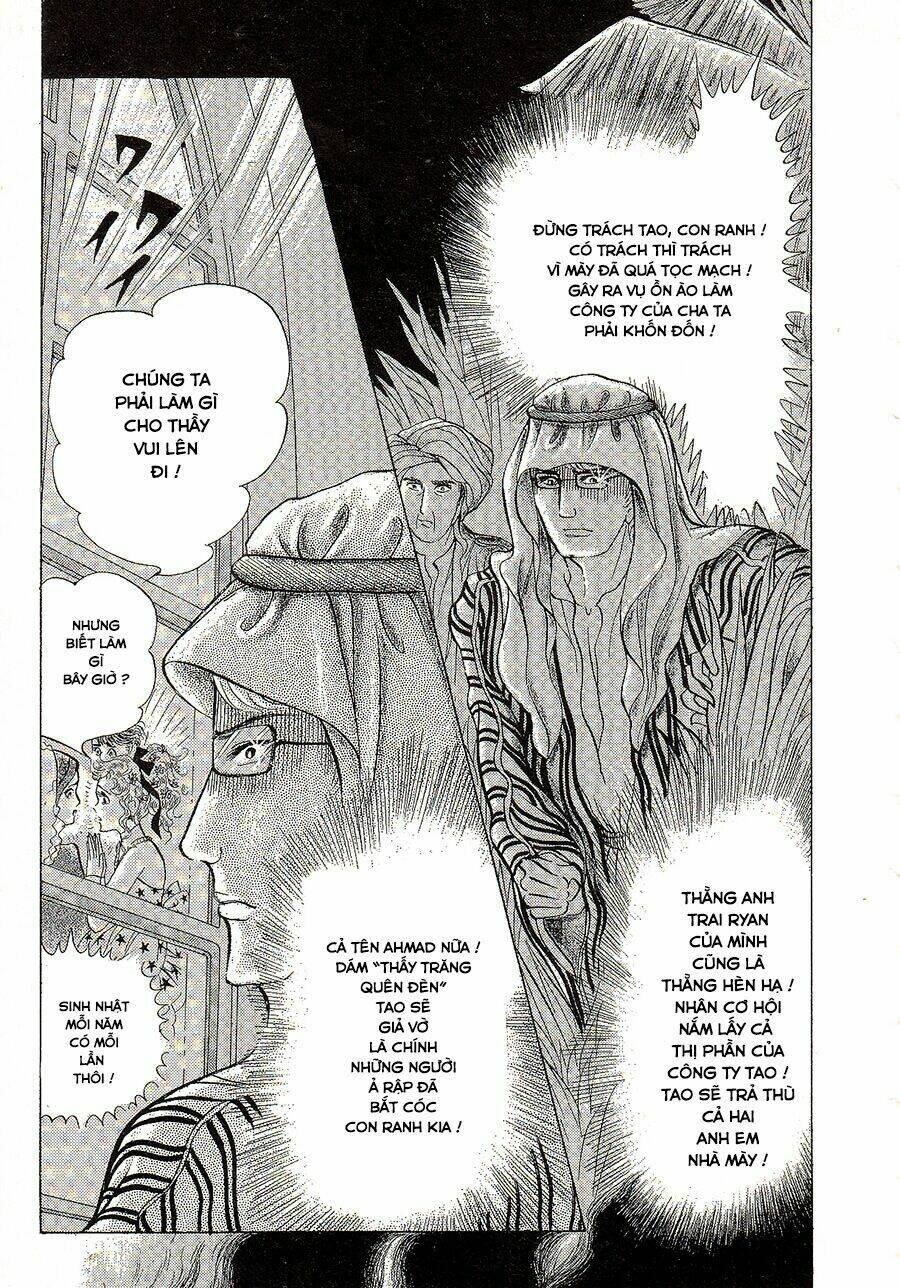 ĐỪNG TRÁCH TAO, CON RANH !
CÓ TRÁCH THÌ TRÁCH
VÌ MÀY ĐÃ QUÁ TỌC MẠCH !
GÂY RA VỤ ỒN ÀO LÀM
CÔNG TY CỦA CHA TA
PHẢI KHỐN ĐỐN !
THẰNG ANH
TRAI RYAN
CỦA MÌNH
CŨNG LÀ
THẰNG HÈN HẠ !
NHÂN CƠ HỘI
NẮM LẤY CẢ
THỊ PHẦN CỦA
CÔNG TY TAO !
TAO SẼ TRẢ THÙ
CẢ HAI
ANH EM
NHÀ MÀY !
CẢ TÊN AHMAD NỮA !
DÁM "THẤY TRĂNG
QUÊN ĐÈN"
TAO SẼ
GIẢ VỜ
LÀ CHÍNH
NHỮNG NGƯỜI
Ả RẬP ĐÃ
BẮT CÓC
CON RANH KIA !
ワイ
ワイ
CHÚNG TA
PHẢI LÀM GÌ
CHO THẦY
VUI LÊN
ĐI !
NHƯNG
BIẾT LÀM
GÌ
BÂY GIỜ ?
SINH NHẬT
MỖI NĂM
CÓ MỖI
LẦN
THÔI !